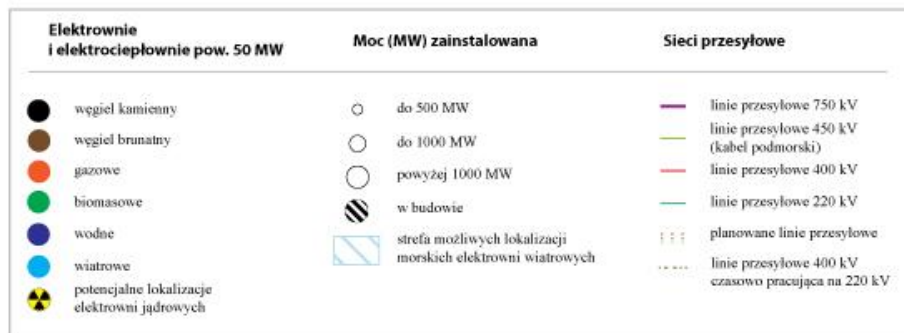 Elektrownie
i elektrociepłownie pow. 50 MW
węgiel kamienny
węgiel brunatny
gazowe
biomasowe
wodne
wiatrowe
potencjalne lokalizacje
elektrowni jądrowych
Moc (MW) zainstalowana
do 500 MW
do 1000 MW
powyżej 1000 MW
w budowie
strefa możliwych lokalizacji
morskich elektrowni wiatrowych
Sieci przesyłowe
linie przesyłowe 750 kV
linie przesyłowe 450 kV
(kabel podmorski)
linie przesyłowe 400 kV
linie przesyłowe 220 kV
planowane linie przesyłowe
linie przesyłowe 400 kV
czasowo pracująca na 220 kV